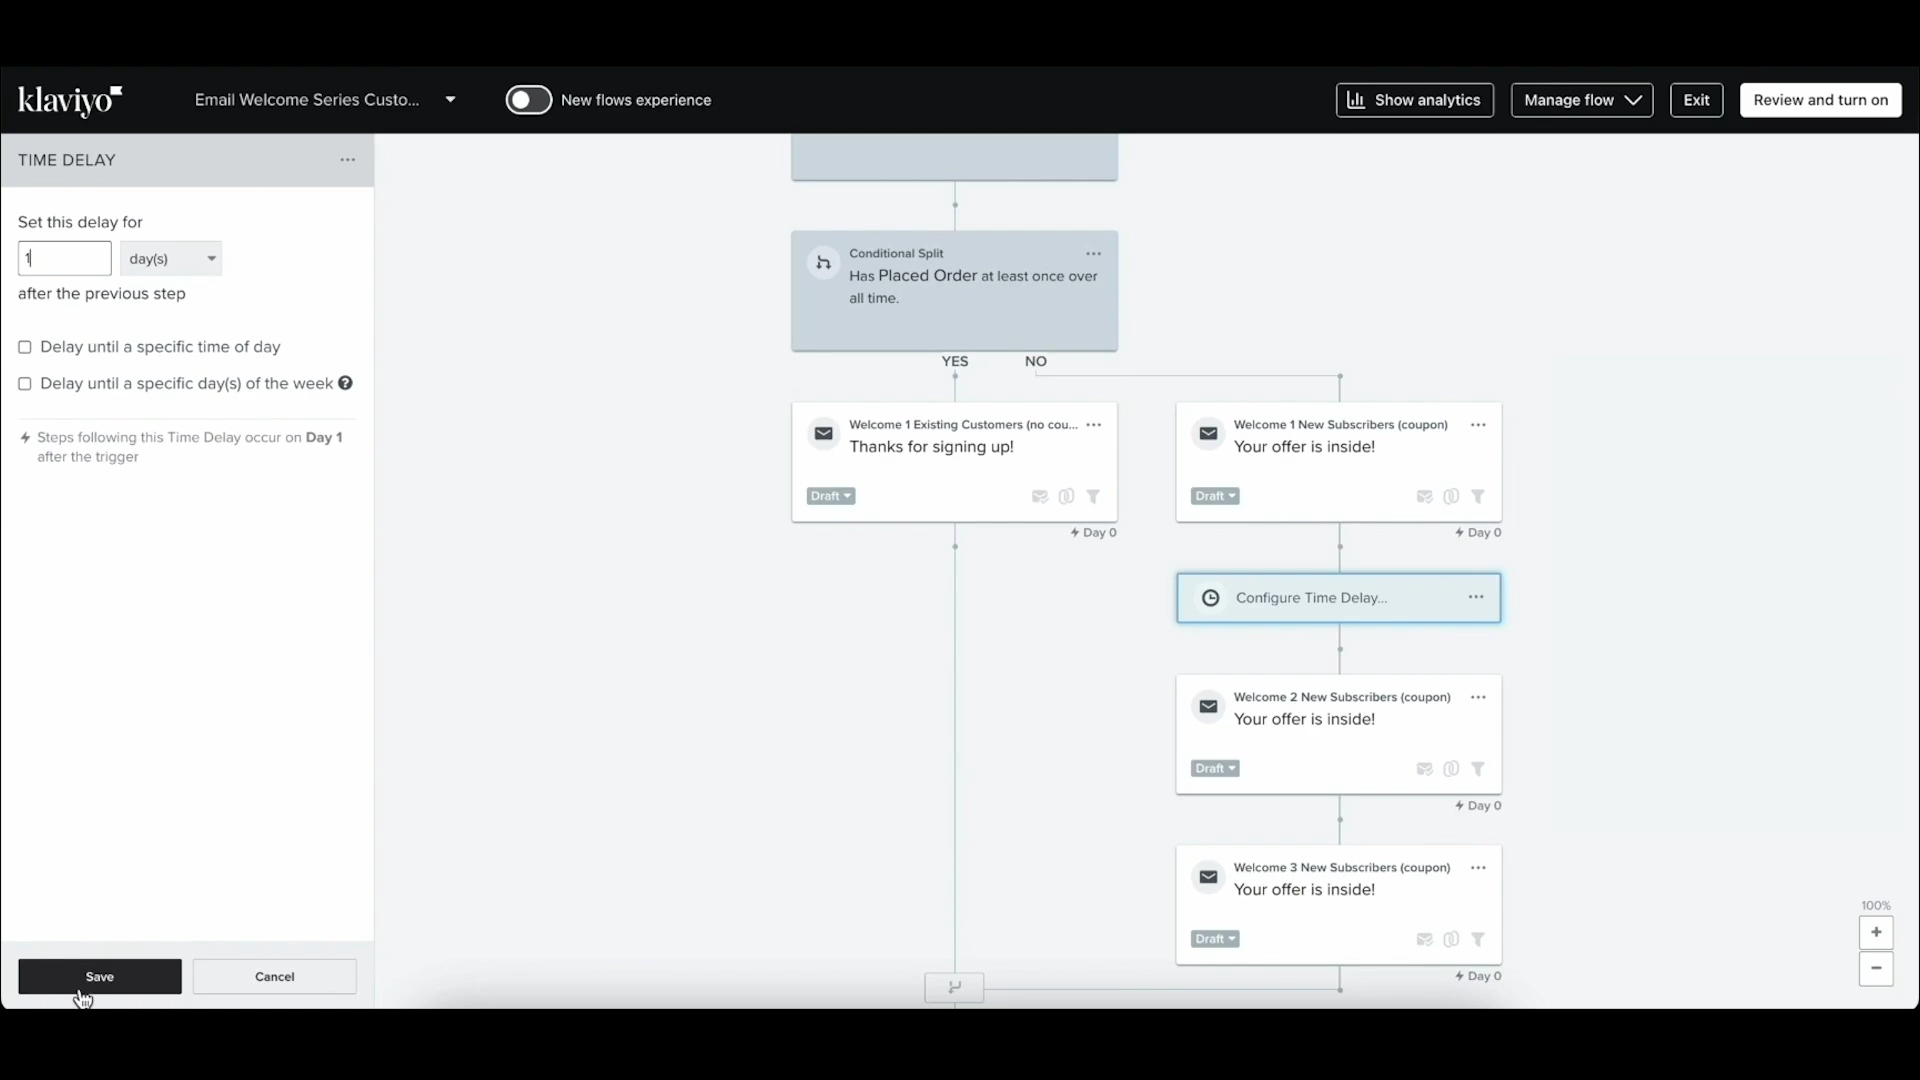 klaviyo
Email Welcome Series Custo...
New flows experience
Show analytics
Manage flow
Exit
Review and turn on
TIME DELAY
Set this delay for
1
day(s)
after the previous step
Delay until a specific time of day
Delay until a specific day(s) of the week ?
Steps following this Time Delay occur on Day 1
after the trigger
Save
Cancel
Conditional Split
Has Placed Order at least once over
all time.
YES
NO
Welcome 1 Existing Customers (no cou...
Thanks for signing up!
Draft
Day 0
Welcome 1 New Subscribers (coupon)
Your offer is inside!
Draft
Day 0
Configure Time Delay...
Welcome 2 New Subscribers (coupon)
Your offer is inside!
Draft
Day 0
Welcome 3 New Subscribers (coupon)
Your offer is inside!
Draft
Day 0
100%
+
−